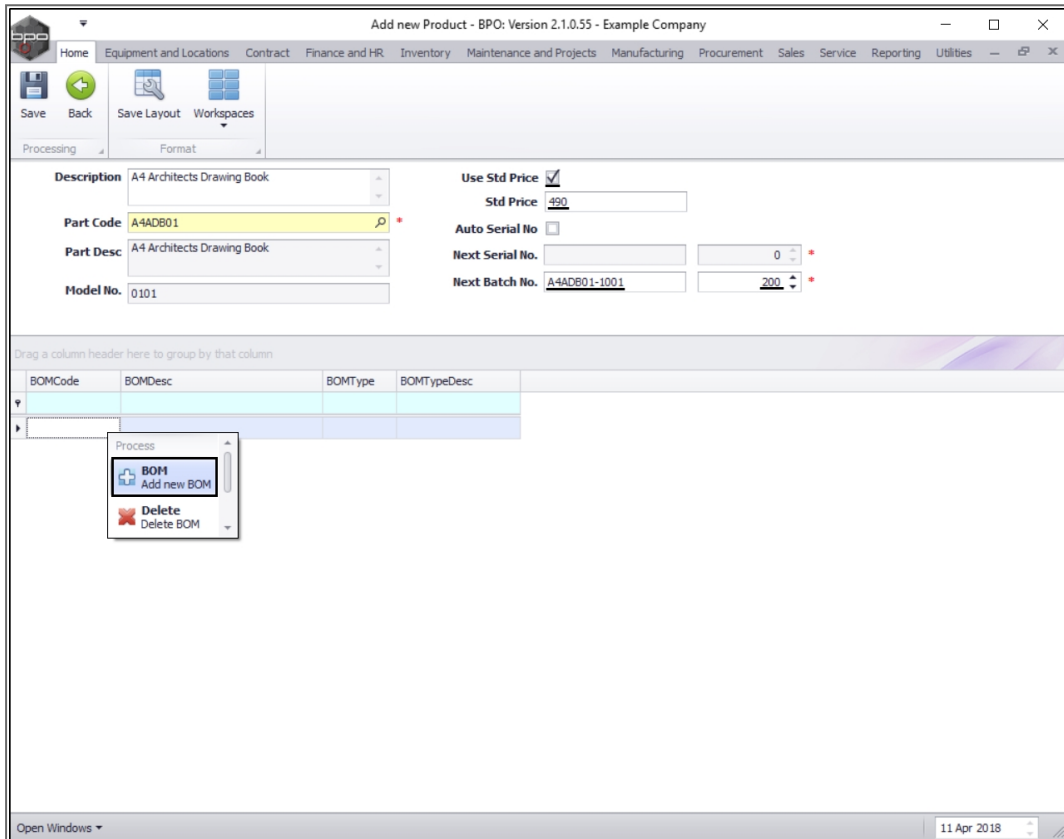 Add new Product - BPO: Version 2.1.0.55 - Example Company
BPO
Home Equipment and Locations Contract Finance and HR Inventory Maintenance and Projects Manufacturing Procurement Sales Service Reporting Utilities
Save Back Save Layout Workspaces
Processing Format
Description A4 Architects Drawing Book Use Std Price
Std Price 490
Part Code A4ADB01 * Auto Serial No
Part Desc A4 Architects Drawing Book Next Serial No. 0 *
Model No. 0101 Next Batch No. A4ADB01-1001 200 *
Drag a column header here to group by that column
BOMCode BOMDesc BOMType BOMTypeDesc
Process
BOM
Add new BOM
Delete
Delete BOM
Open Windows 11 Apr 2018